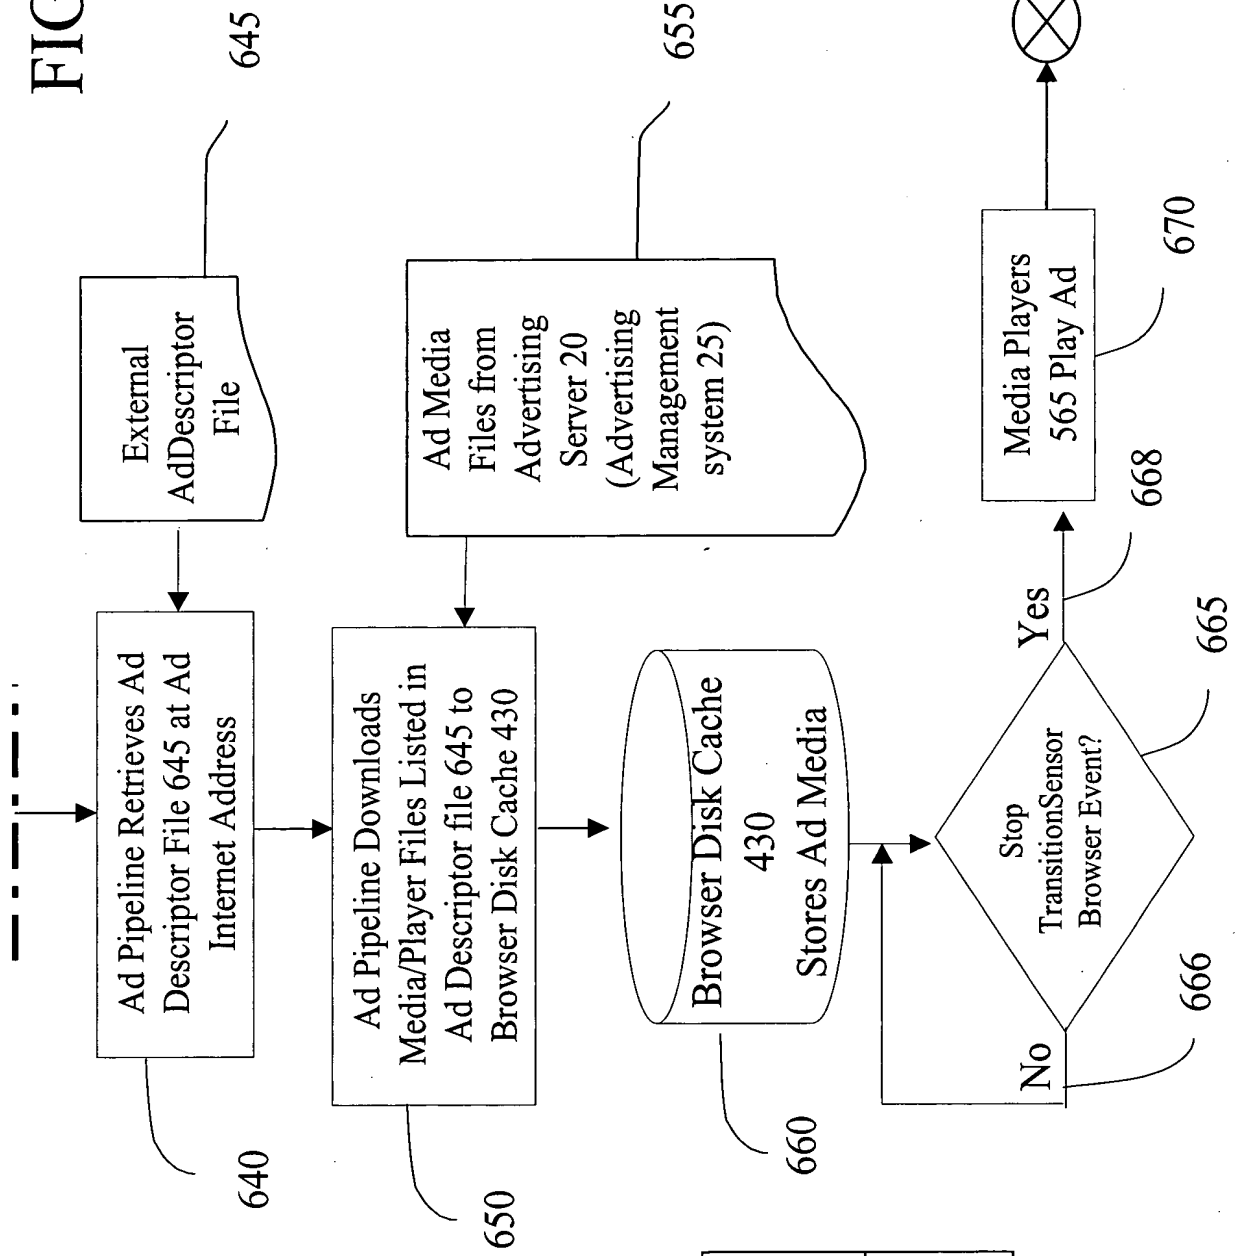 FIG
645
External
AdDescriptor
File
Ad Pipeline Retrieves Ad
Descriptor File 645 at Ad
Internet Address
640
655
Ad Media
Files from
Advertising
Server 20
(Advertising
Management
system 25)
Ad Pipeline Downloads
Media/Player Files Listed in
Ad Descriptor file 645 to
Browser Disk Cache 430
650
Browser Disk Cache
430
Stores Ad Media
660
Stop
TransitionSensor
Browser Event?
665
No
666
Yes
668
Media Players
565 Play Ad
670